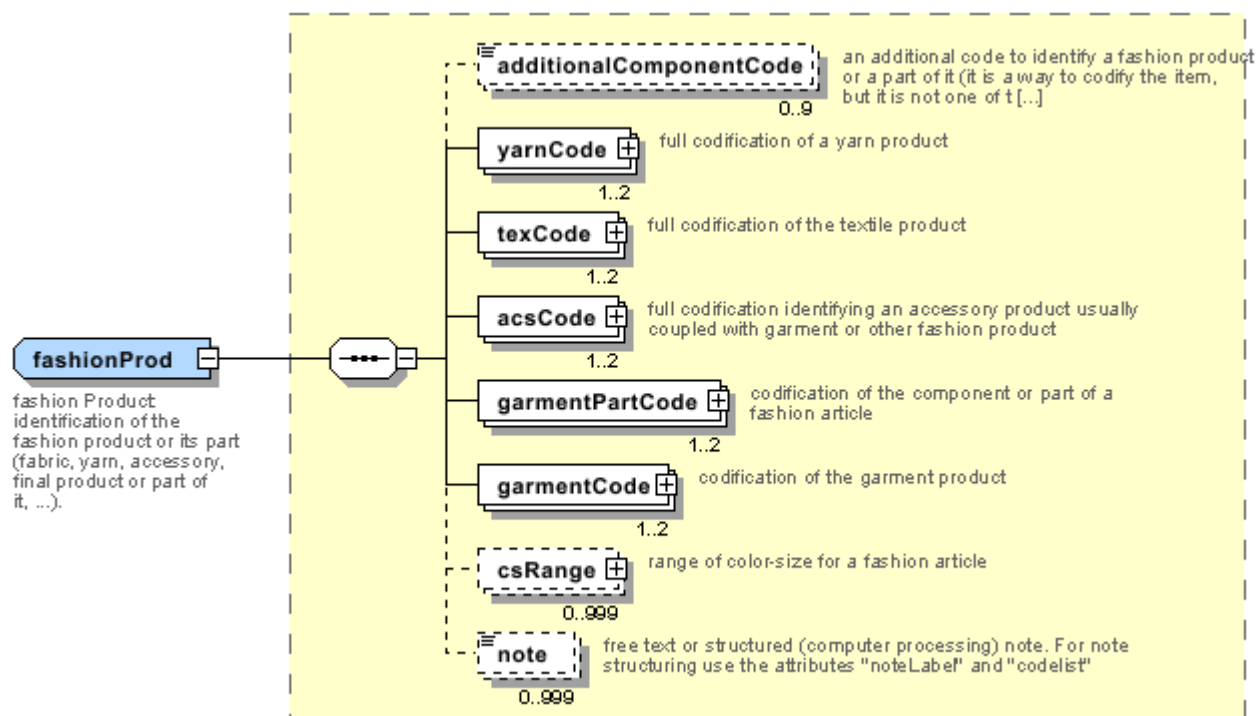 additionalComponentCode
0..9
an additional code to identify a fashion product
or a part of it (it is a way to codify the item,
but it is not one of t [...]
yarnCode
1..2
full codification of a yarn product
texCode
1..2
full codification of the textile product
acsCode
1..2
full codification identifying an accessory product usually
coupled with garment or other fashion product
fashionProd
fashion Product:
identification of the
fashion product or its part
(fabric, yarn, accessory,
final product or part of
it, ...).
garmentPartCode
1..2
codification of the component or part of a
fashion article
garmentCode
1..2
codification of the garment product
csRange
0..999
range of color-size for a fashion article
note
0..999
free text or structured (computer processing) note. For note
structuring use the attributes "noteLabel" and "codelist"